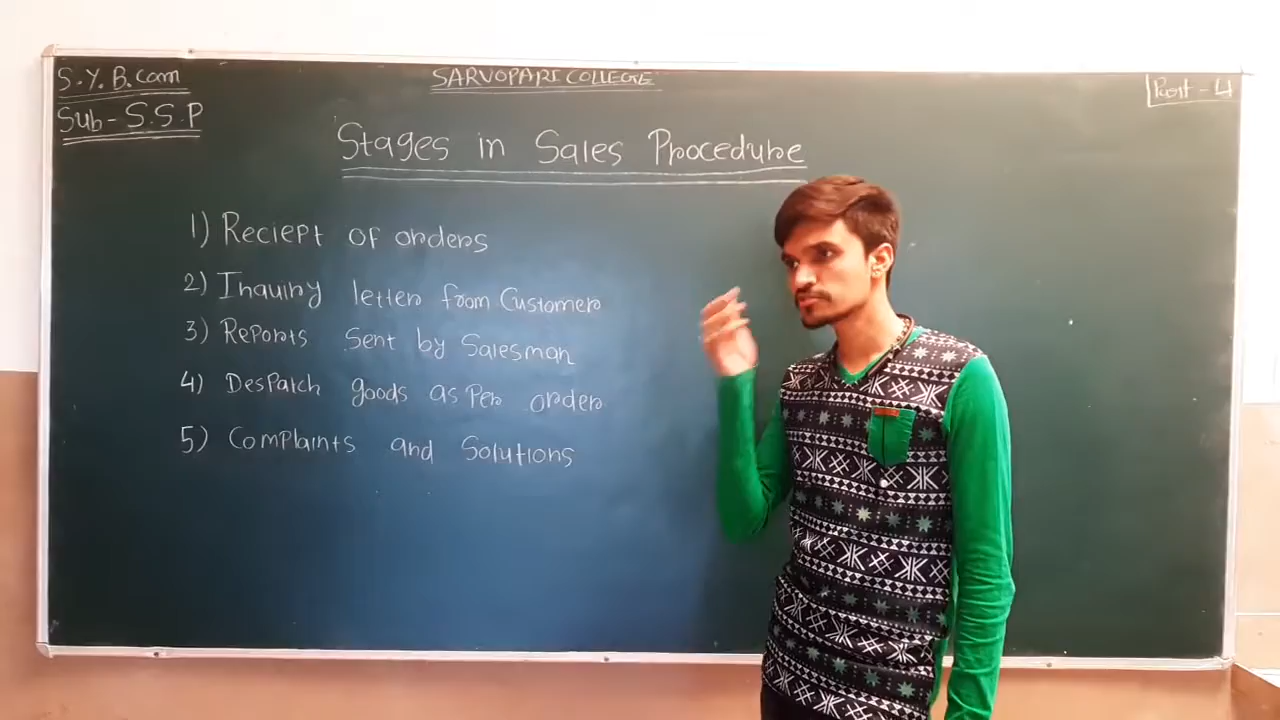 S.Y.B.Com
SARVOPARI COLLEGE
Part - 4
Sub - S.S.P
Stages in Sales Procedure
1) Reciept of orders
2) Inquiry letter from Customer
3) Reports Sent by Salesman
4) Despatch goods as Per order
5) Complaints and Solutions